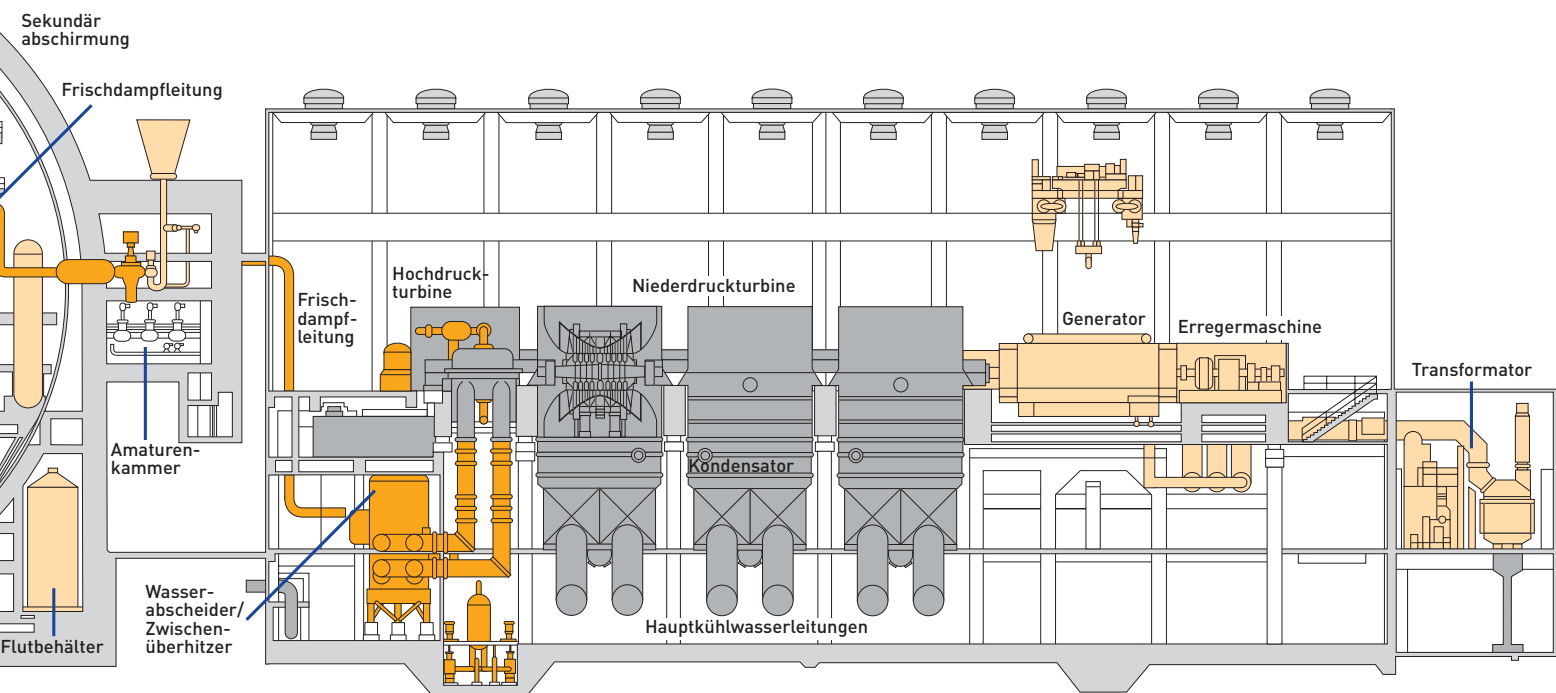 Sekundär
abschirmung
Frischdampfleitung
Hochdruck-
turbine
Niederdruckturbine
Frisch-
dampf-
leitung
Generator
Erregermaschine
Transformator
Amaturen-
kammer
Kondensator
Wasser-
abscheider/
Zwischen-
überhitzer
Hauptkühlwasserleitungen
Flutbehälter